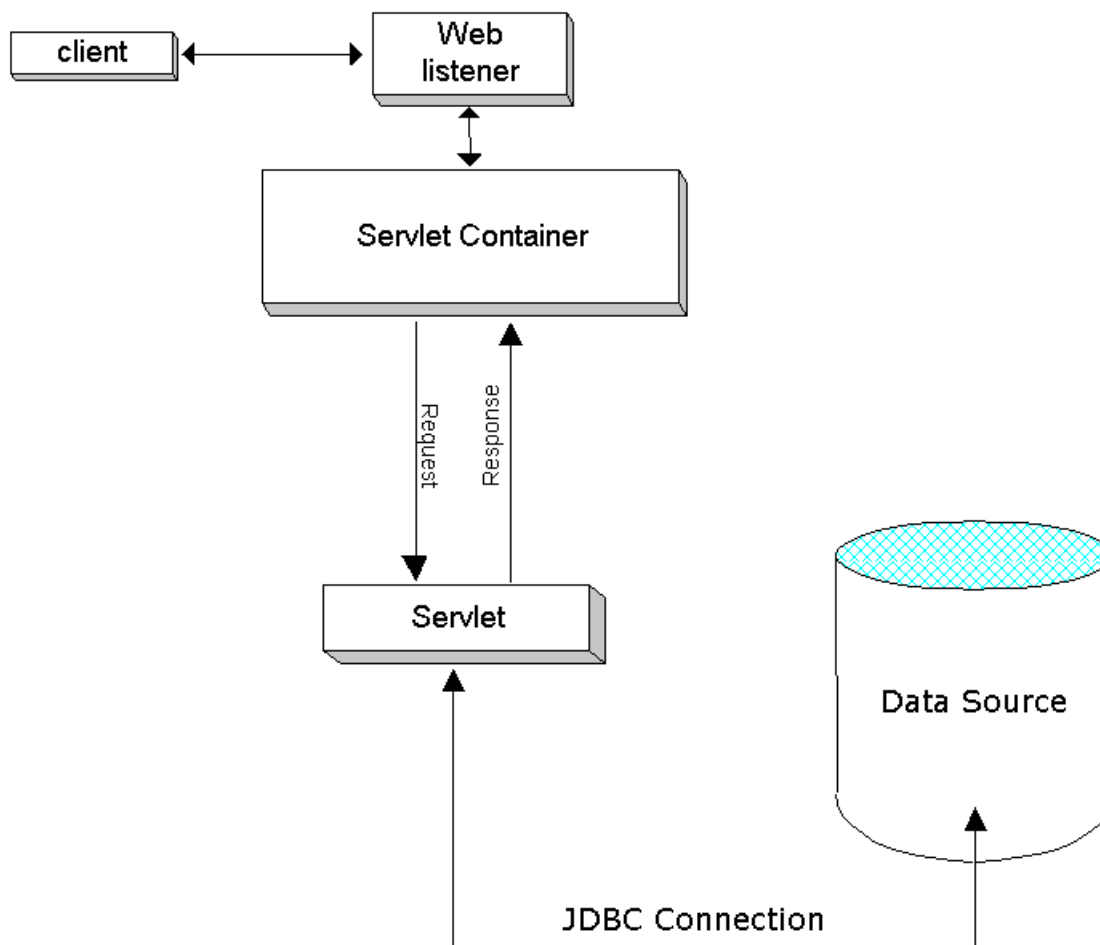 client
Web
listener
Servlet Container
Request
Response
Servlet
Data Source
JDBC Connection